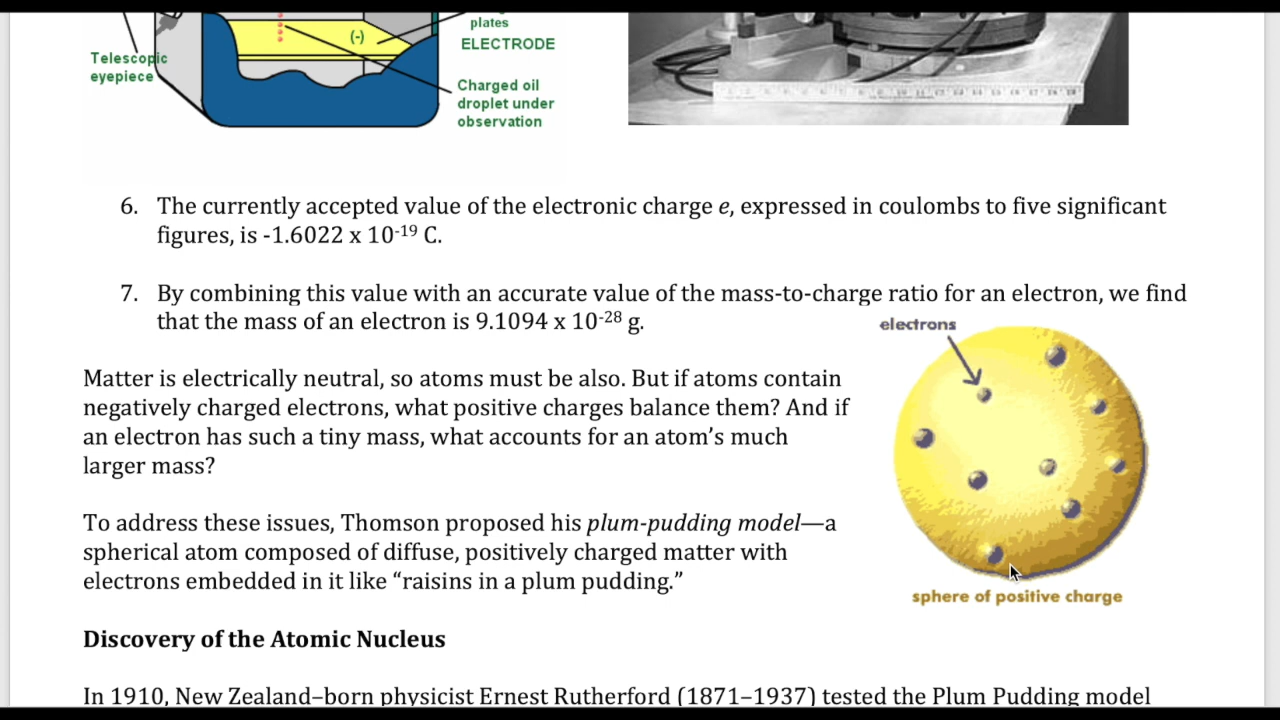 (-)
plates
ELECTRODE
Telescopic
eyepiece
Charged oil
droplet under
observation
6. The currently accepted value of the electronic charge e, expressed in coulombs to five significant
figures, is -1.6022 x 10-19 C.
7. By combining this value with an accurate value of the mass-to-charge ratio for an electron, we find
that the mass of an electron is 9.1094 x 10-28 g.
electrons
Matter is electrically neutral, so atoms must be also. But if atoms contain
negatively charged electrons, what positive charges balance them? And if
an electron has such a tiny mass, what accounts for an atom’s much
larger mass?
To address these issues, Thomson proposed his plum-pudding model—a
spherical atom composed of diffuse, positively charged matter with
electrons embedded in it like “raisins in a plum pudding.”
sphere of positive charge
Discovery of the Atomic Nucleus
In 1910, New Zealand–born physicist Ernest Rutherford (1871–1937) tested the Plum Pudding model